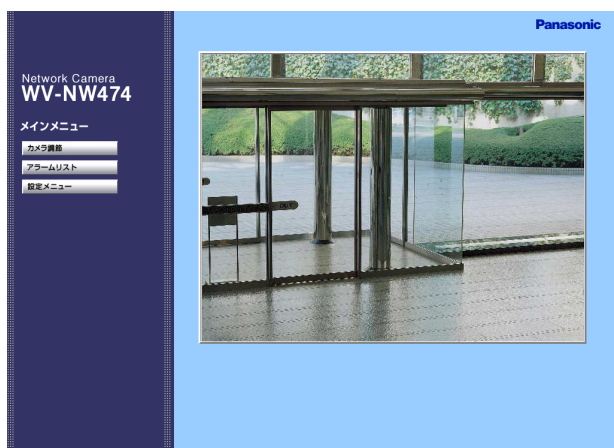 Panasonic
Network Camera
WV-NW474
メインメニュー
カメラ調節
アラームリスト
設定メニュー